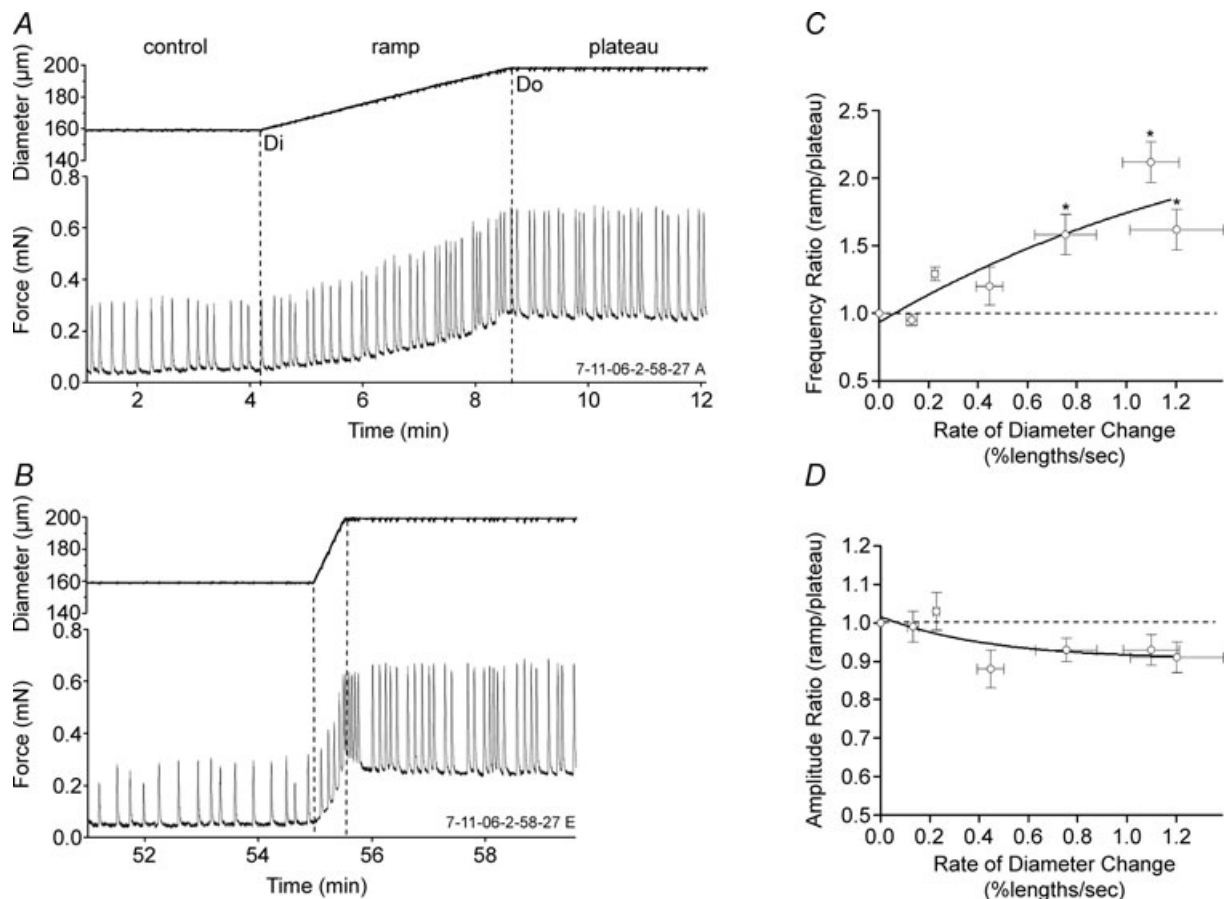 A
control ramp plateau
Diameter (µm)
200
180
160
140
Di
Do
Force (mN)
0.8
0.6
0.4
0.2
0.0
7-11-06-2-58-27 A
2 4 6 8 10 12
Time (min)
B
Diameter (µm)
200
180
160
140
Force (mN)
0.8
0.6
0.4
0.2
0.0
7-11-06-2-58-27 E
52 54 56 58
Time (min)
C
Frequency Ratio (ramp/plateau)
2.5
2.0
1.5
1.0
0.5
*
*
*
0.0 0.2 0.4 0.6 0.8 1.0 1.2
Rate of Diameter Change
(%lengths/sec)
D
Amplitude Ratio (ramp/plateau)
1.2
1.1
1.0
0.9
0.8
0.7
0.6
0.5
0.0 0.2 0.4 0.6 0.8 1.0 1.2
Rate of Diameter Change
(%lengths/sec)